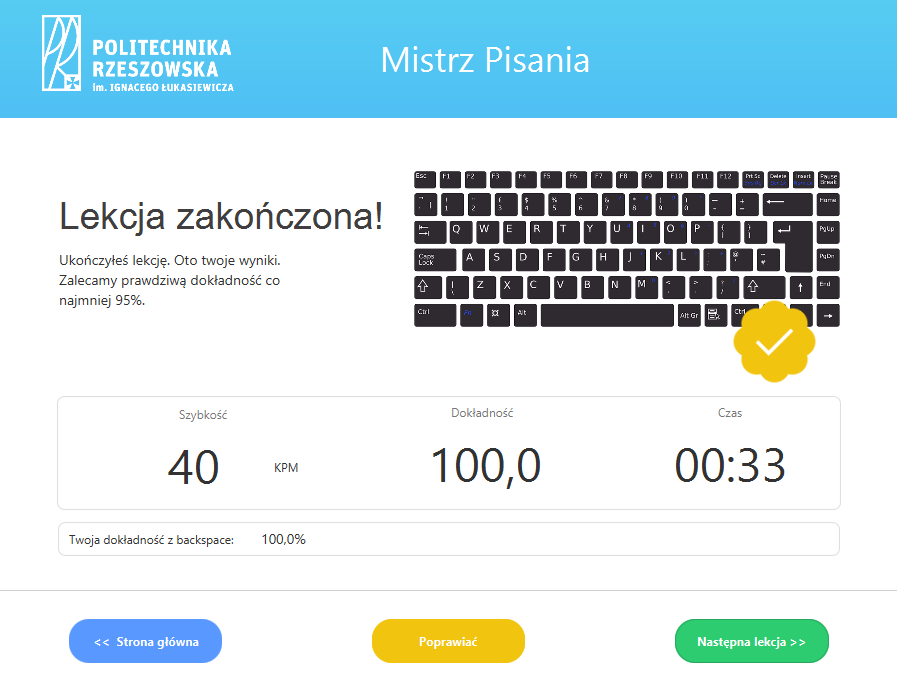 POLITECHNIKA
RZESZOWSKA
im. IGNACEGO ŁUKASIEWICZA
Mistrz Pisania
Esc F1 F2 F3 F4 F5 F6 F7 F8 F9 F10 F11 F12 Prt Sc Delete Insert Pause Break
Home
Q W E R T Y U I O P PgUp
Caps Lock A S D F G H J K L PgDn
Z X C V B N M End
Ctrl Alt Alt Gr Ctrl
Lekcja zakończona!
Ukończyłeś lekcję. Oto twoje wyniki.
Zalecamy prawdziwą dokładność co
najmniej 95%.
Szybkość Dokładność Czas
40 KPM 100,0 00:33
Twoja dokładność z backspace: 100,0%
<< Strona główna Poprawiać Następna lekcja >>